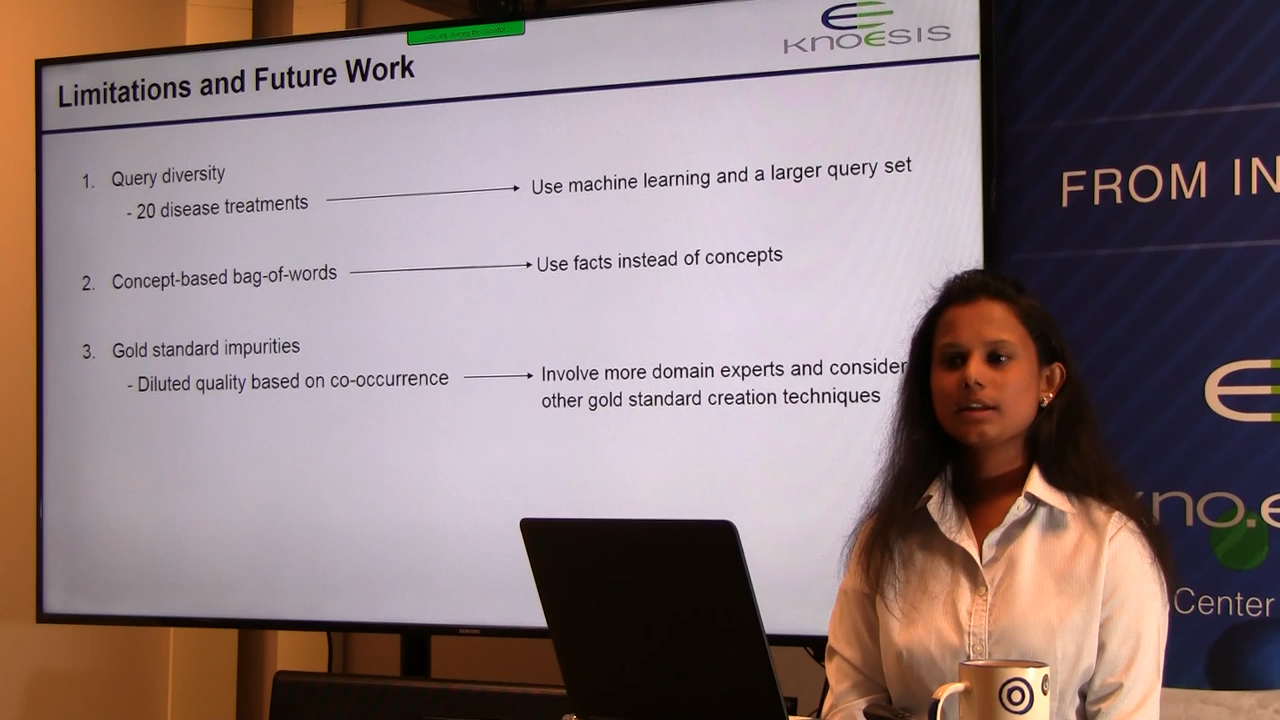 KNOESIS
Limitations and Future Work
1. Query diversity
- 20 disease treatments
Use machine learning and a larger query set
2. Concept-based bag-of-words
Use facts instead of concepts
3. Gold standard impurities
- Diluted quality based on co-occurrence
Involve more domain experts and consider
other gold standard creation techniques
SAMSUNG
FROM IN
no.e
Center